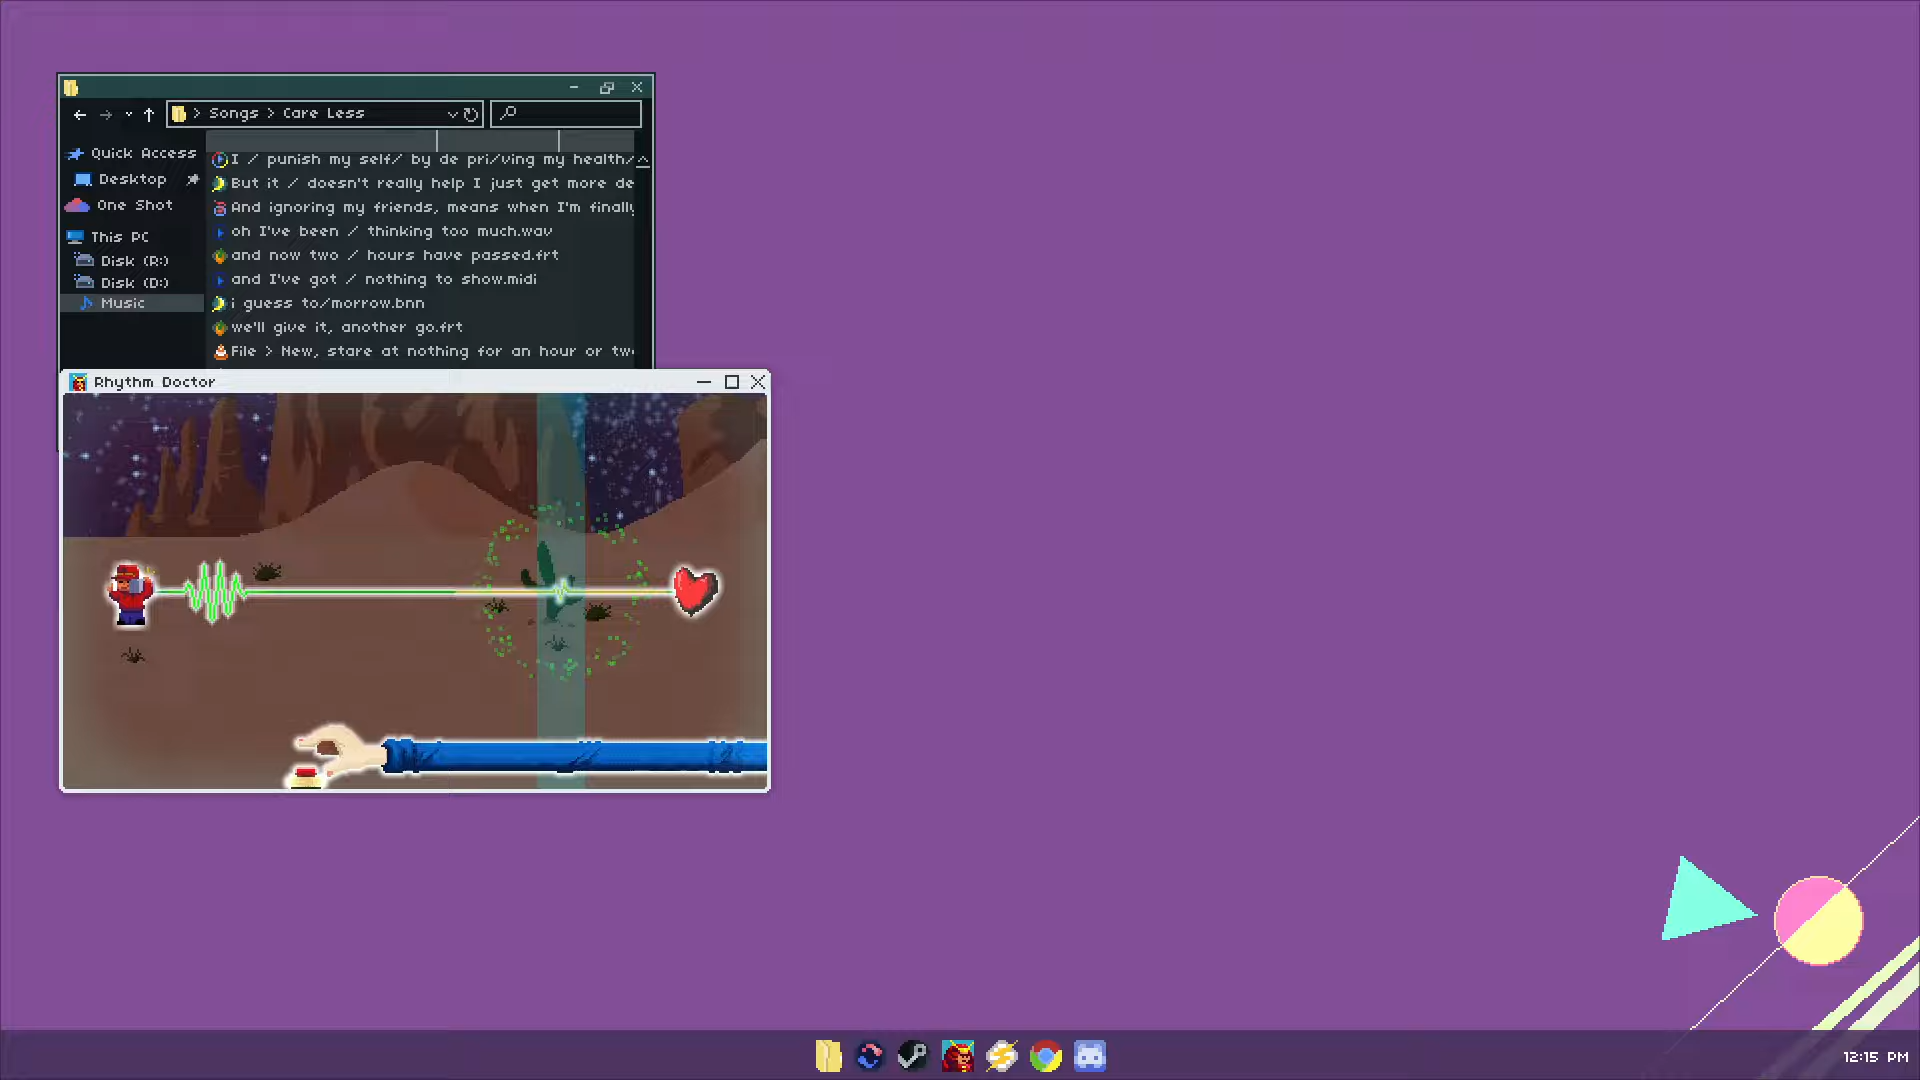 > Songs > Care Less
Quick Access
Desktop
One Shot
This PC
Disk (R:)
Disk (D:)
Music
I / punish my self/ by de pri/ving my health/
But it / doesn't really help I just get more de
And ignoring my friends, means when I'm finally
oh I've been / thinking too much.wav
and now two / hours have passed.frt
and I've got / nothing to show.midi
i guess to/morrow.bnn
we'll give it, another go.frt
File > New, stare at nothing for an hour or two
Rhythm Doctor
12:15 PM